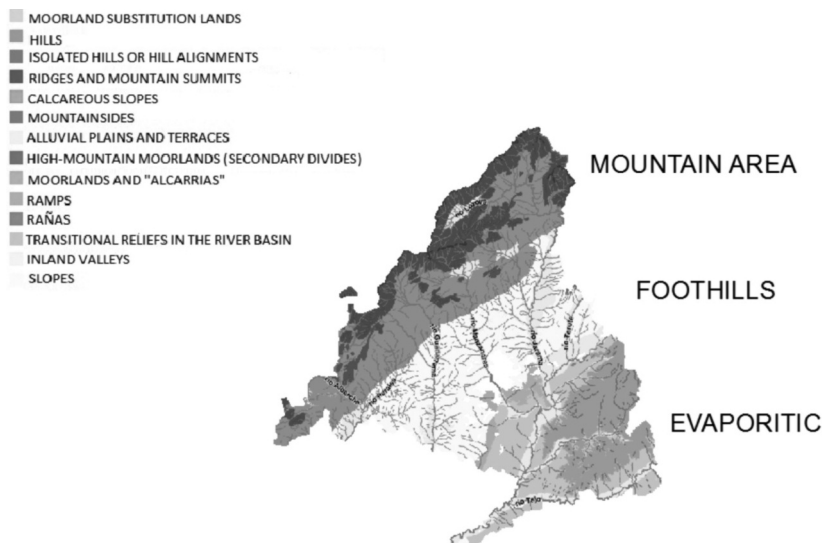 MOORLAND SUBSTITUTION LANDS
HILLS
ISOLATED HILLS OR HILL ALIGNMENTS
RIDGES AND MOUNTAIN SUMMITS
CALCAREOUS SLOPES
MOUNTAINSIDES
ALLUVIAL PLAINS AND TERRACES
HIGH-MOUNTAIN MOORLANDS (SECONDARY DIVIDES)
MOORLANDS AND "ALCARRIAS"
RAMPS
RAÑAS
TRANSITIONAL RELIEFS IN THE RIVER BASIN
INLAND VALLEYS
SLOPES
MOUNTAIN AREA
FOOTHILLS
EVAPORITIC
río Tajo